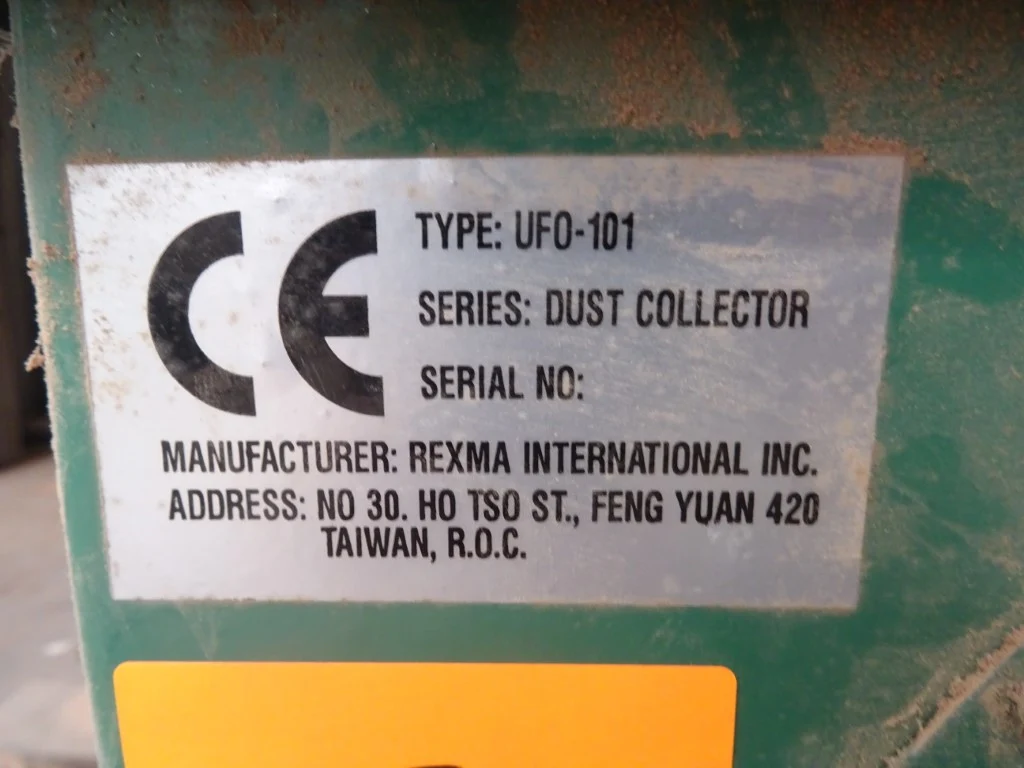 CE
TYPE: UFO-101
SERIES: DUST COLLECTOR
SERIAL NO:
MANUFACTURER: REXMA INTERNATIONAL INC.
ADDRESS: NO 30. HO TSO ST., FENG YUAN 420
TAIWAN, R.O.C.